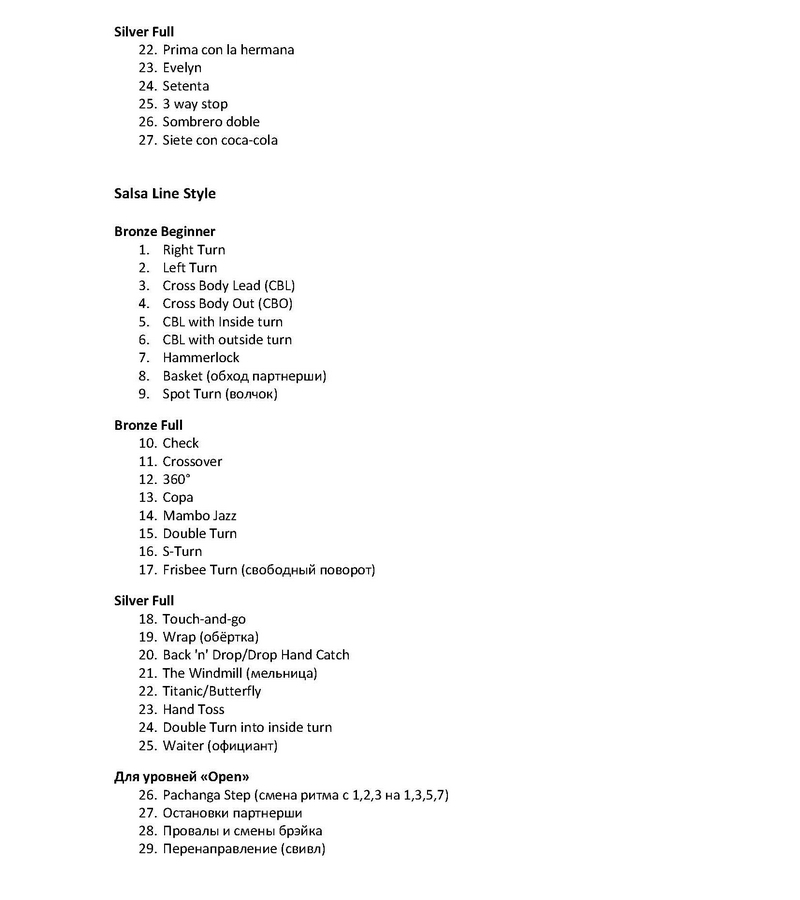 Silver Full
22. Prima con la hermana
23. Evelyn
24. Setenta
25. 3 way stop
26. Sombrero doble
27. Siete con coca-cola
Salsa Line Style
Bronze Beginner
1. Right Turn
2. Left Turn
3. Cross Body Lead (CBL)
4. Cross Body Out (CBO)
5. CBL with Inside turn
6. CBL with outside turn
7. Hammerlock
8. Basket (обход партнерши)
9. Spot Turn (волчок)
Bronze Full
10. Check
11. Crossover
12. 360°
13. Copa
14. Mambo Jazz
15. Double Turn
16. S-Turn
17. Frisbee Turn (свободный поворот)
Silver Full
18. Touch-and-go
19. Wrap (обёртка)
20. Back 'n' Drop/Drop Hand Catch
21. The Windmill (мельница)
22. Titanic/Butterfly
23. Hand Toss
24. Double Turn into inside turn
25. Waiter (официант)
Для уровней «Open»
26. Pachanga Step (смена ритма с 1,2,3 на 1,3,5,7)
27. Остановки партнерши
28. Провалы и смены брэйка
29. Перенаправление (свивл)